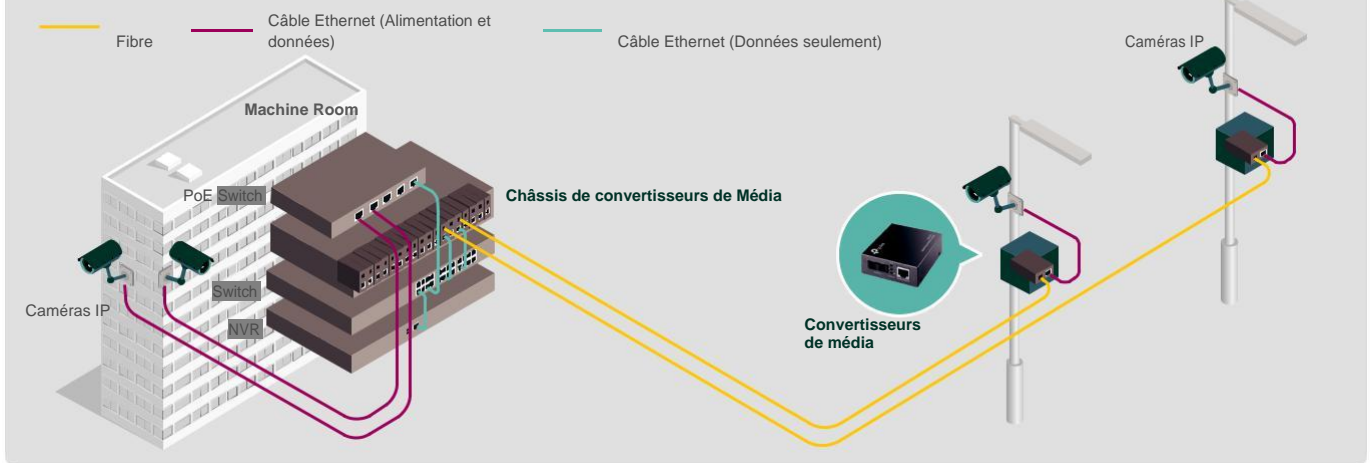 Fibre
Câble Ethernet (Alimentation et
données)
Câble Ethernet (Données seulement)
Caméras IP
Machine Room
PoE Switch
Châssis de convertisseurs de Média
Switch
Caméras IP
NVR
Convertisseurs
de média